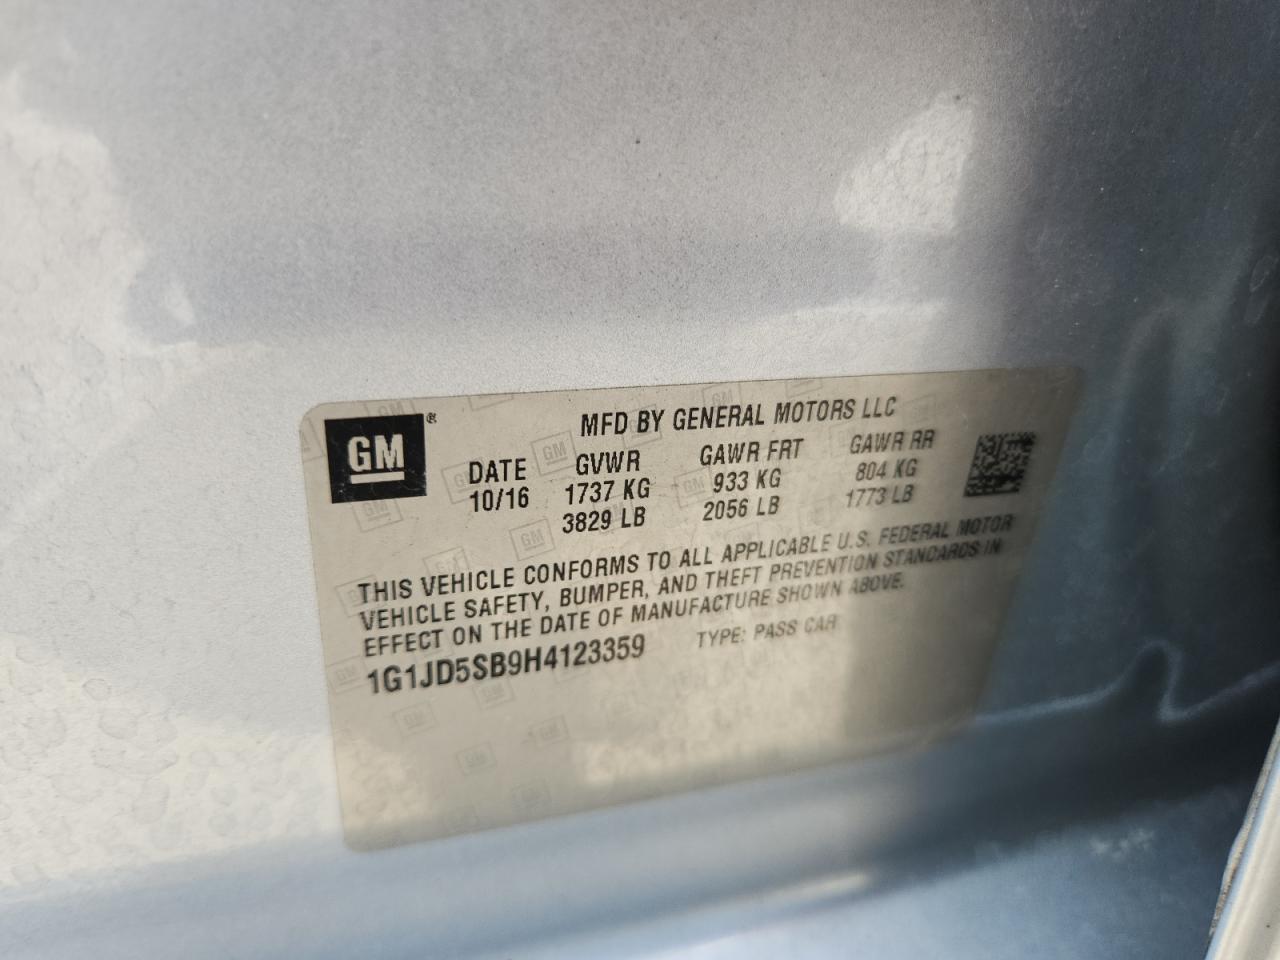 GM®
MFD BY GENERAL MOTORS LLC
DATE GVWR GAWR FRT GAWR RR
10/16 1737 KG 933 KG 804 KG
3829 LB 2056 LB 1773 LB
THIS VEHICLE CONFORMS TO ALL APPLICABLE U.S. FEDERAL MOTOR
VEHICLE SAFETY, BUMPER, AND THEFT PREVENTION STANDARDS IN
EFFECT ON THE DATE OF MANUFACTURE SHOWN ABOVE.
1G1JD5SB9H4123359 TYPE: PASS CAR